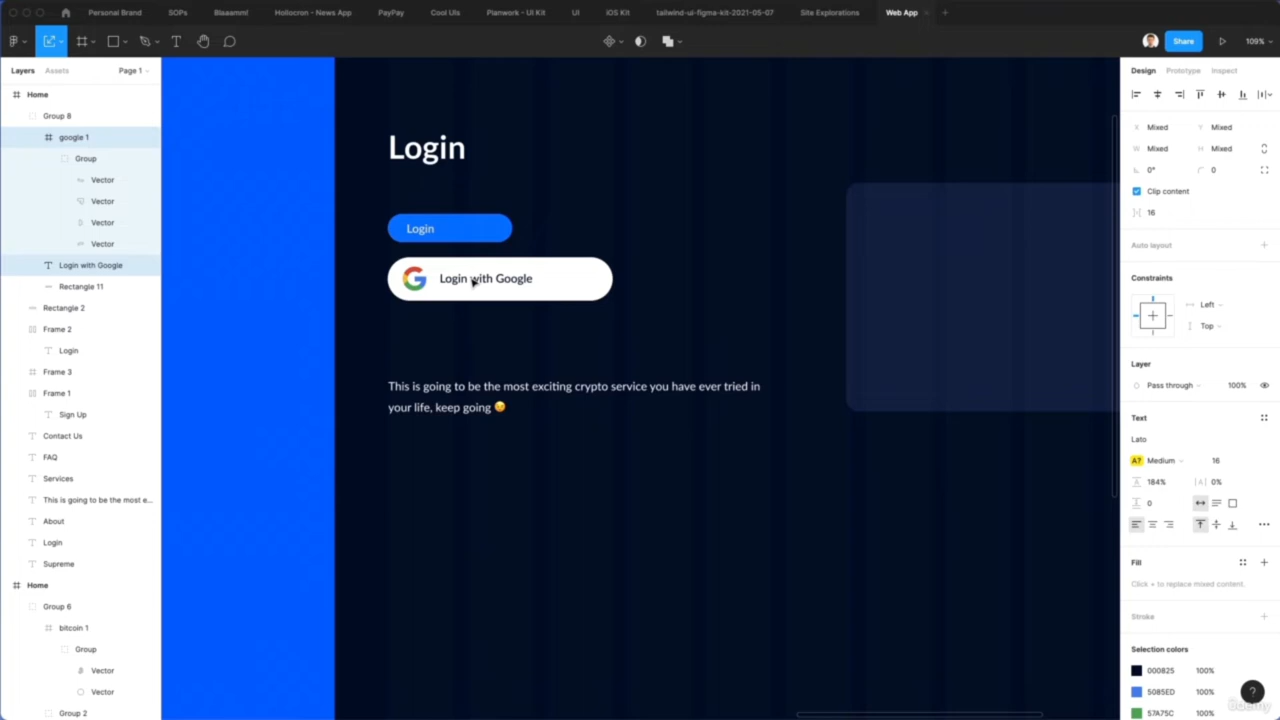 Personal Brand SOPs Blaaaml! Hollocron - News App PayPay Cool UIs Planwork - UI Kit UI iOS Kit tailwind-ui-figma-kit-2021-05-07 Site Explorations Web App
Share 109%
Layers Assets Page 1
Design Prototype Inspect
Home
Group 8
google 1
Group
Vector
Vector
Vector
Vector
Login with Google
Rectangle 11
Rectangle 2
Frame 2
Login
Frame 3
Frame 1
Sign Up
Contact Us
FAQ
Services
This is going to be the most e...
About
Login
Supreme
Home
Group 6
bitcoin 1
Group
Vector
Vector
Group 2
Login
Login
Login with Google
This is going to be the most exciting crypto service you have ever tried in
your life, keep going 😉
X Mixed Y Mixed
W Mixed H Mixed
0° 0
Clip content
16
Auto layout
Constraints
Left
Top
Layer
Pass through 100%
Text
Lato
A? Medium 16
184% |A| 0%
0
Fill
Click + to replace mixed content.
Stroke
Selection colors
000825 100%
5085ED 100%
57A75C 100%
?
ûdemy